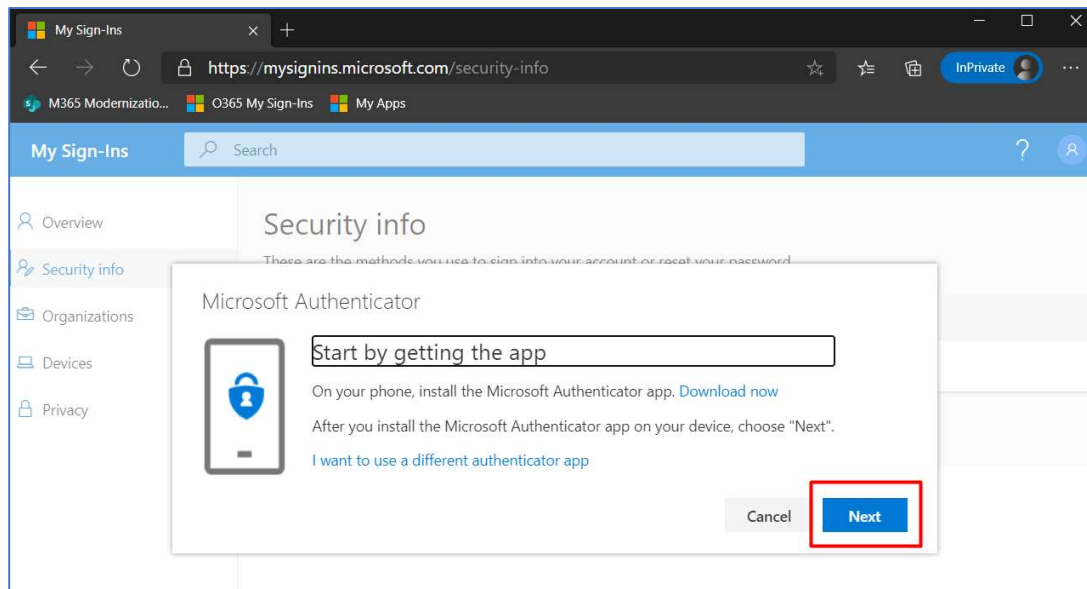 My Sign-Ins
https://mysignins.microsoft.com/security-info
InPrivate
M365 Modernizatio...
O365 My Sign-Ins
My Apps
My Sign-Ins
Search
?
A
Overview
Security info
Organizations
Devices
Privacy
Security info
These are the methods you use to sign into your account or reset your password.
Microsoft Authenticator
Start by getting the app
On your phone, install the Microsoft Authenticator app. Download now
After you install the Microsoft Authenticator app on your device, choose "Next".
I want to use a different authenticator app
Cancel
Next